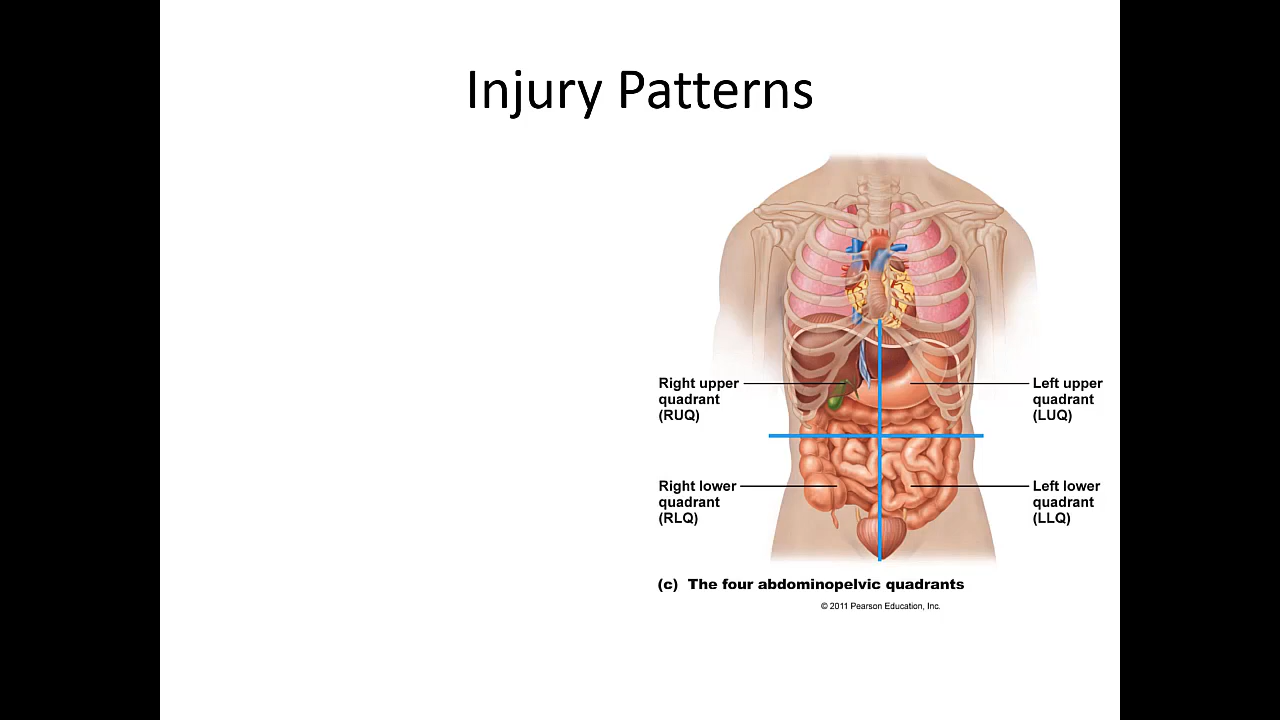 Injury Patterns
Right upper
quadrant
(RUQ)
Left upper
quadrant
(LUQ)
Right lower
quadrant
(RLQ)
Left lower
quadrant
(LLQ)
(c) The four abdominopelvic quadrants
© 2011 Pearson Education, Inc.